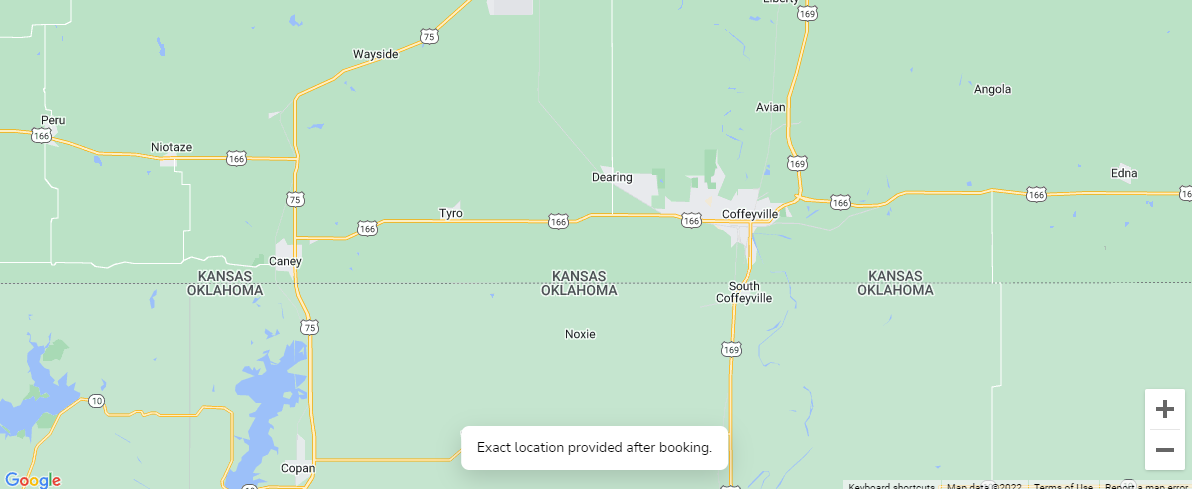 Liberty
169
75
Wayside
Angola
Avian
Peru
166
Niotaze
166
169
Dearing
Edna
75
166
166
Tyro
Coffeyville
166
166
166
Caney
KANSAS
OKLAHOMA
KANSAS
OKLAHOMA
KANSAS
OKLAHOMA
South
Coffeyville
75
Noxie
169
10
Exact location provided after booking.
Copan
Google
Keyboard shortcuts
Map data ©2022
Terms of Use
Report a map error